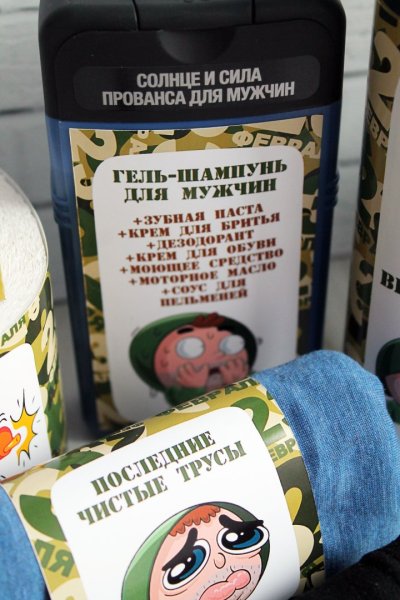 СОЛНЦЕ И СИЛА
ПРОВАНСА ДЛЯ МУЖЧИН
ФЕВРАЛ
ГЕЛЬ-ШАМПУНЬ
ДЛЯ МУЖЧИН
+ЗУБНАЯ ПАСТА
+КРЕМ ДЛЯ БРИТЬЯ
+ДЕЗОДОРАНТ
+КРЕМ ДЛЯ ОБУВИ
+МОЮЩЕЕ СРЕДСТВО
+МОТОРНОЕ МАСЛО
+СОУС ДЛЯ
ПЕЛЬМЕНЕЙ
ПОСЛЕДНИЕ
ЧИСТЫЕ ТРУСЫ